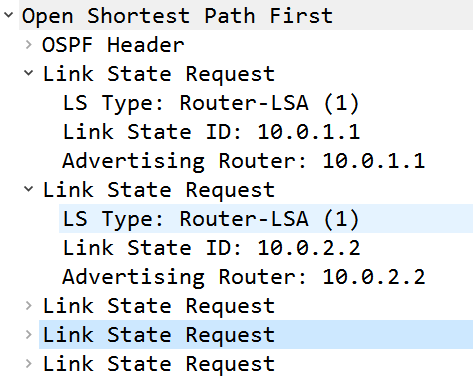 Open Shortest Path First
OSPF Header
Link State Request
LS Type: Router-LSA (1)
Link State ID: 10.0.1.1
Advertising Router: 10.0.1.1
Link State Request
LS Type: Router-LSA (1)
Link State ID: 10.0.2.2
Advertising Router: 10.0.2.2
Link State Request
Link State Request
Link State Request